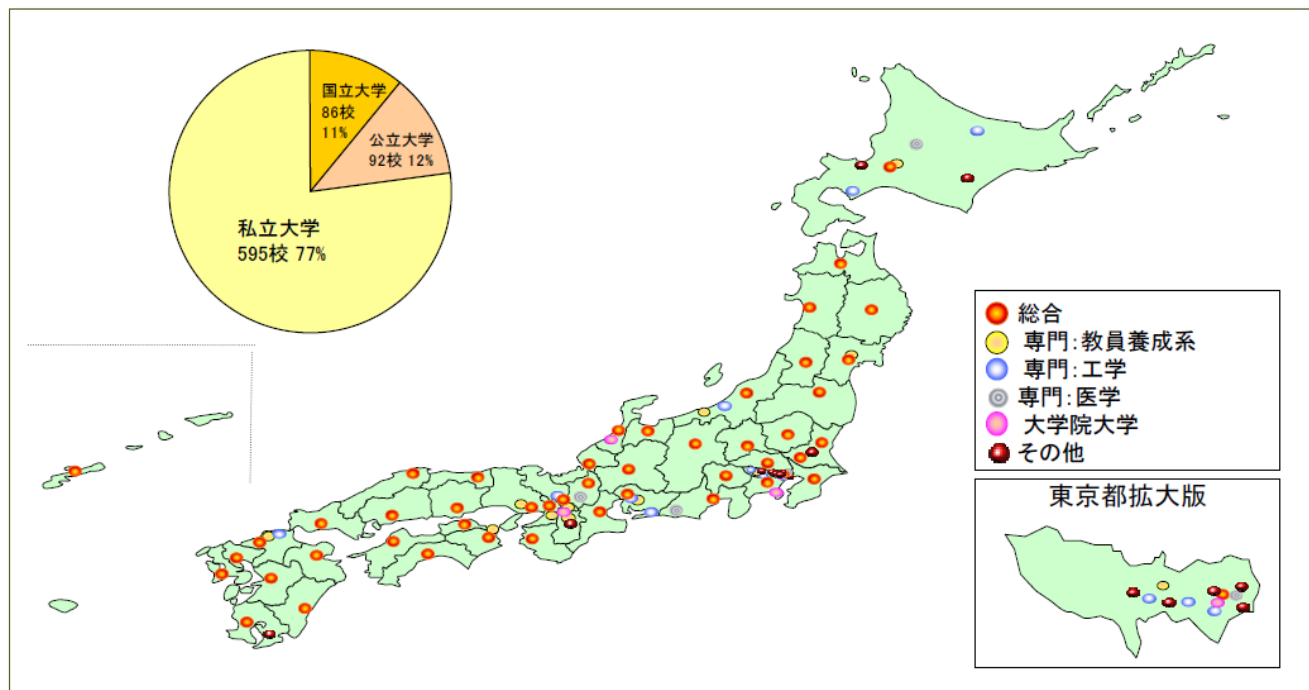 国立大学
86校
11%
公立大学
92校 12%
私立大学
595校 77%
総合
専門:教員養成系
専門:工学
専門:医学
大学院大学
その他
東京都拡大版